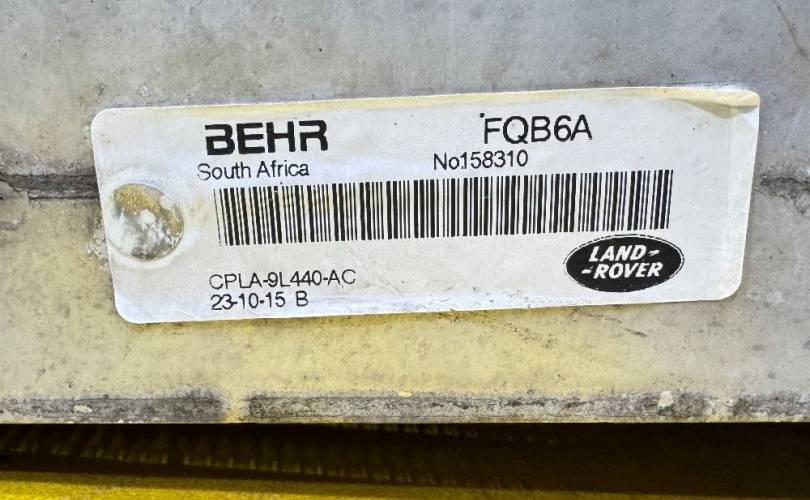 BEHR FQB6A
South Africa No158310
LAND-
-ROVER
CPLA-9L440-AC
23-10-15 B